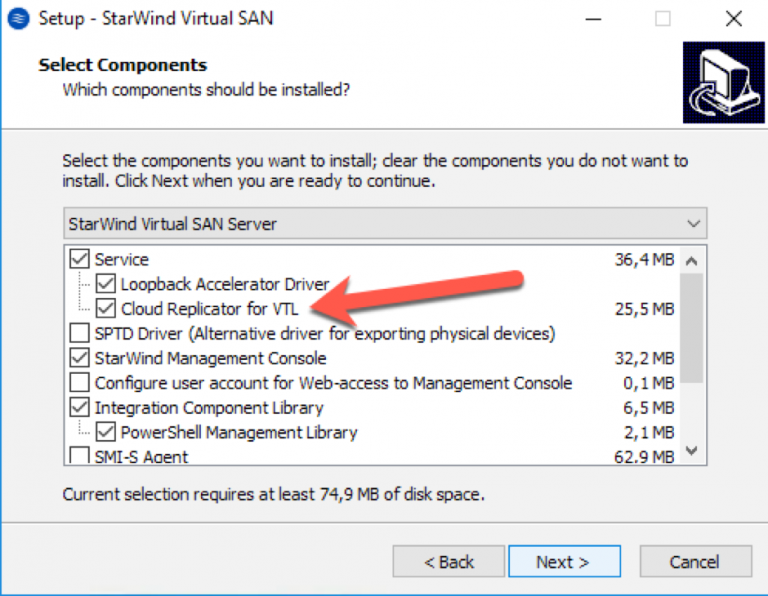 Setup - StarWind Virtual SAN
Select Components
Which components should be installed?
Select the components you want to install; clear the components you do not want to
install. Click Next when you are ready to continue.
StarWind Virtual SAN Server
Service 36,4 MB
Loopback Accelerator Driver
Cloud Replicator for VTL 25,5 MB
SPTD Driver (Alternative driver for exporting physical devices)
StarWind Management Console 32,2 MB
Configure user account for Web-access to Management Console 0,1 MB
Integration Component Library 6,5 MB
PowerShell Management Library 2,1 MB
SMI-S Agent 62,9 MB
Current selection requires at least 74,9 MB of disk space.
< Back Next > Cancel